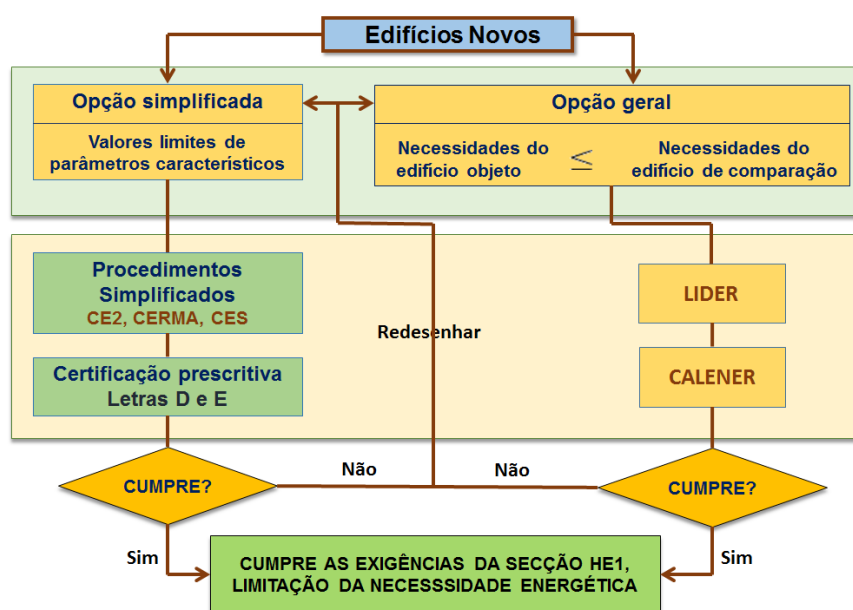 Edifícios Novos
Opção simplificada
Valores limites de
parâmetros característicos
Opção geral
Necessidades do
edifício objeto
≤
Necessidades do
edifício de comparação
Procedimentos
Simplificados
CE2, CERMA, CES
Certificação prescritiva
Letras D e E
Redesenhar
LIDER
CALENER
CUMPRE?
Não
Não
CUMPRE?
Sim
Sim
CUMPRE AS EXIGÊNCIAS DA SECÇÃO HE1,
LIMITAÇÃO DA NECESSSIDADE ENERGÉTICA